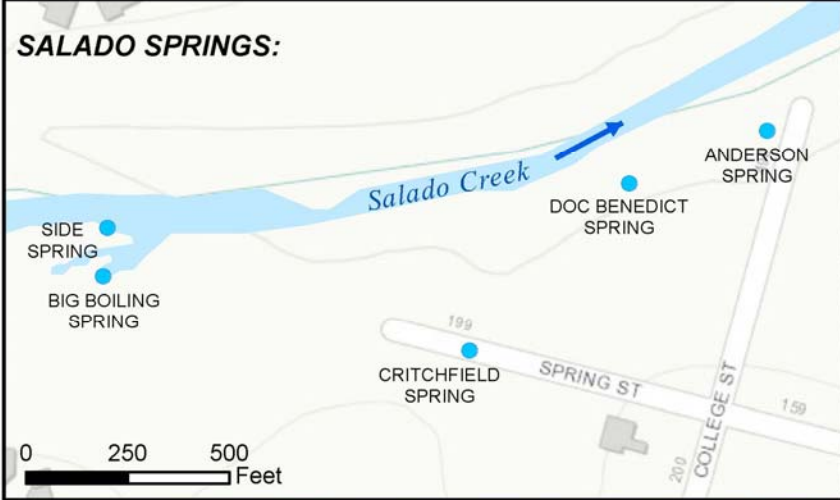 SALADO SPRINGS:
ANDERSON
SPRING
Salado Creek
DOC BENEDICT
SPRING
SIDE
SPRING
BIG BOILING
SPRING
199
CRITCHFIELD
SPRING
SPRING ST
COLLEGE ST
159
200
0 250 500
Feet